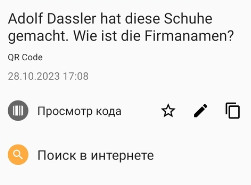 Adolf Dassler hat diese Schuhe
gemacht. Wie ist die Firmanamen?
QR Code
28.10.2023 17:08
Просмотр кода
Поиск в интернете